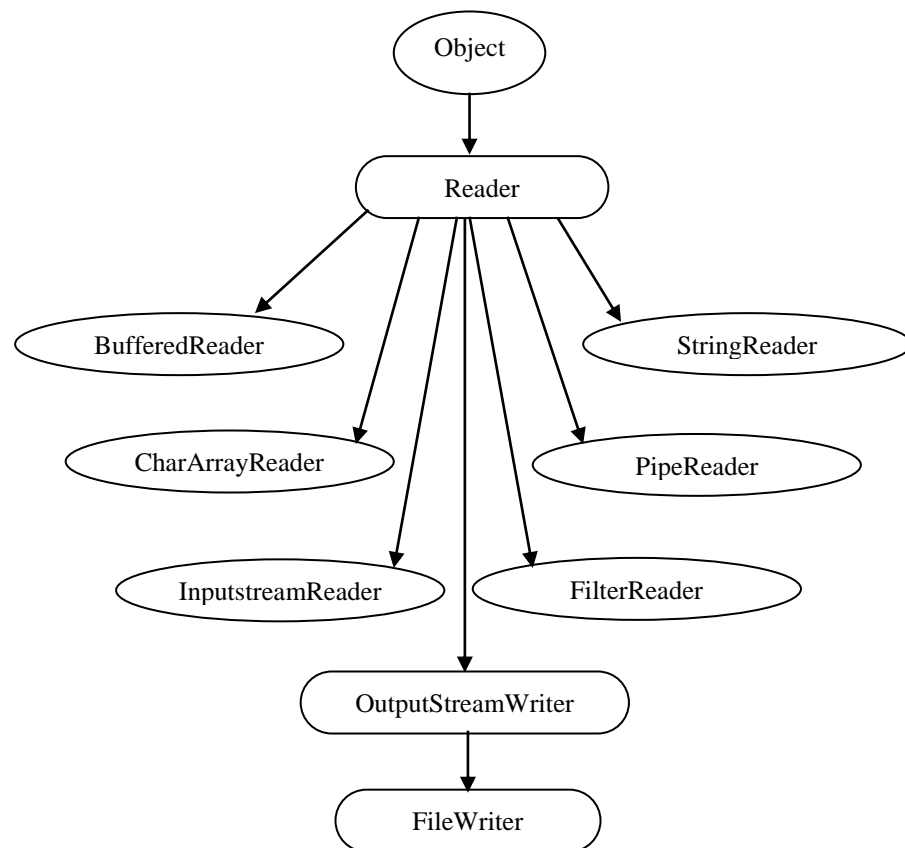 Object
Reader
BufferedReader
StringReader
CharArrayReader
PipeReader
InputstreamReader
FilterReader
OutputStreamWriter
FileWriter